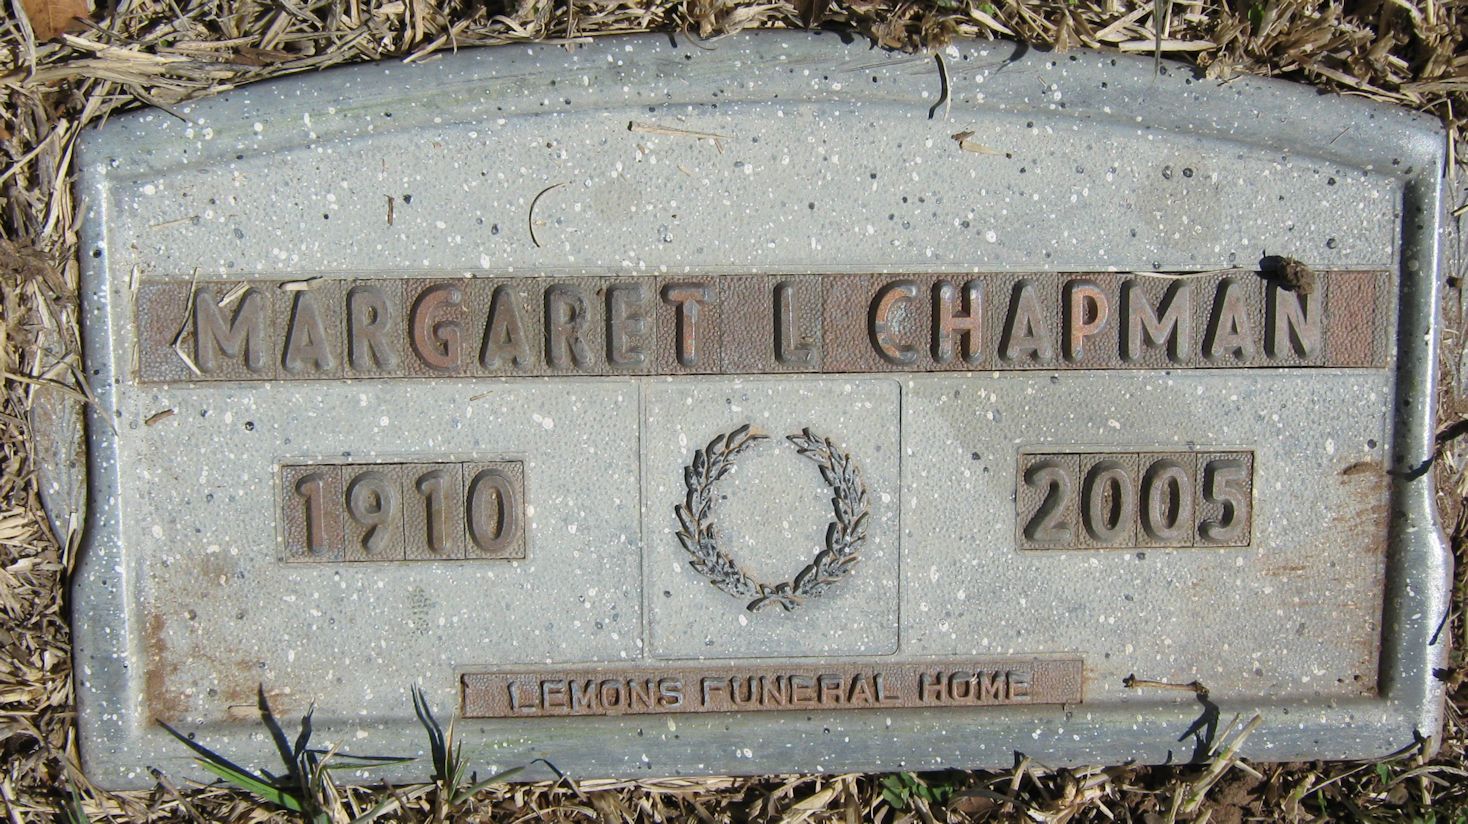 MARGARET L CHAPMAN
1910 2005
LEMONS FUNERAL HOME